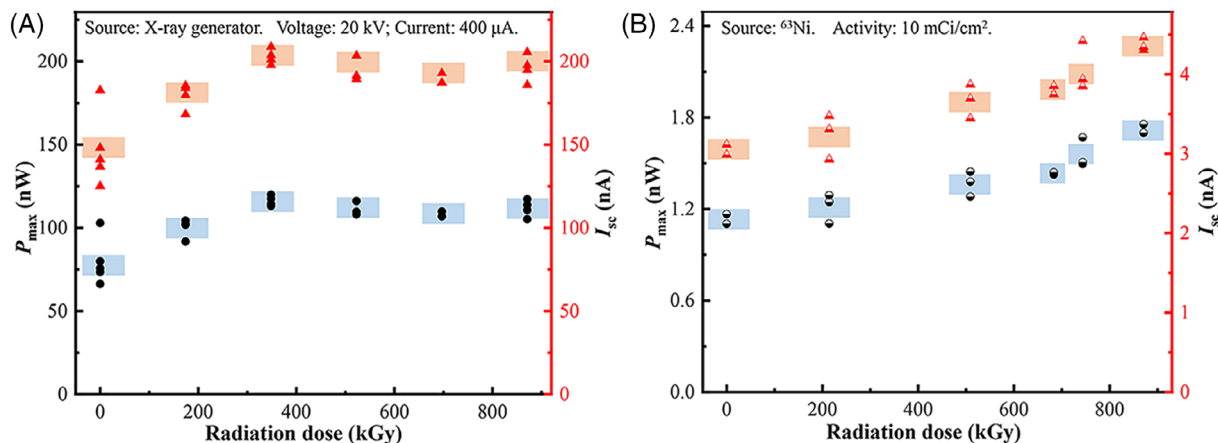 (A)
Source: X-ray generator. Voltage: 20 kV; Current: 400 μA.
200
150
100
50
0
Pmax (nW)
0 200 400 600 800
Radiation dose (kGy)
200
150
100
50
0
Isc (nA)
(B)
Source: ⁶³Ni. Activity: 10 mCi/cm².
2.4
1.8
1.2
0.6
0.0
Pmax (nW)
0 200 400 600 800
Radiation dose (kGy)
4
3
2
1
0
Isc (nA)